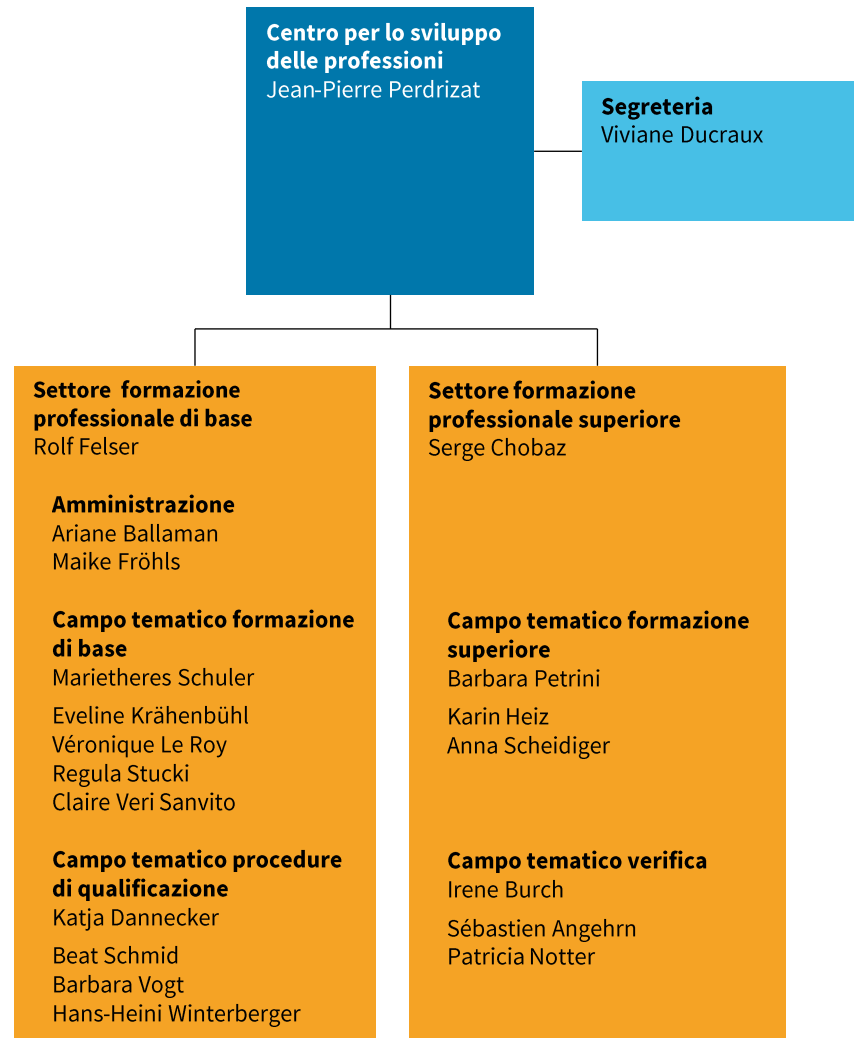 Centro per lo sviluppo
delle professioni
Jean-Pierre Perdrizat
Segreteria
Viviane Ducraux
Settore formazione
professionale di base
Rolf Felser
Amministrazione
Ariane Ballaman
Maike Fröhls
Campo tematico formazione
di base
Marietheres Schuler
Eveline Krähenbühl
Véronique Le Roy
Regula Stucki
Claire Veri Sanvito
Campo tematico procedure
di qualificazione
Katja Dannecker
Beat Schmid
Barbara Vogt
Hans-Heini Winterberger
Settore formazione
professionale superiore
Serge Chobaz
Campo tematico formazione
superiore
Barbara Petrini
Karin Heiz
Anna Scheidiger
Campo tematico verifica
Irene Burch
Sébastien Angehrn
Patricia Notter